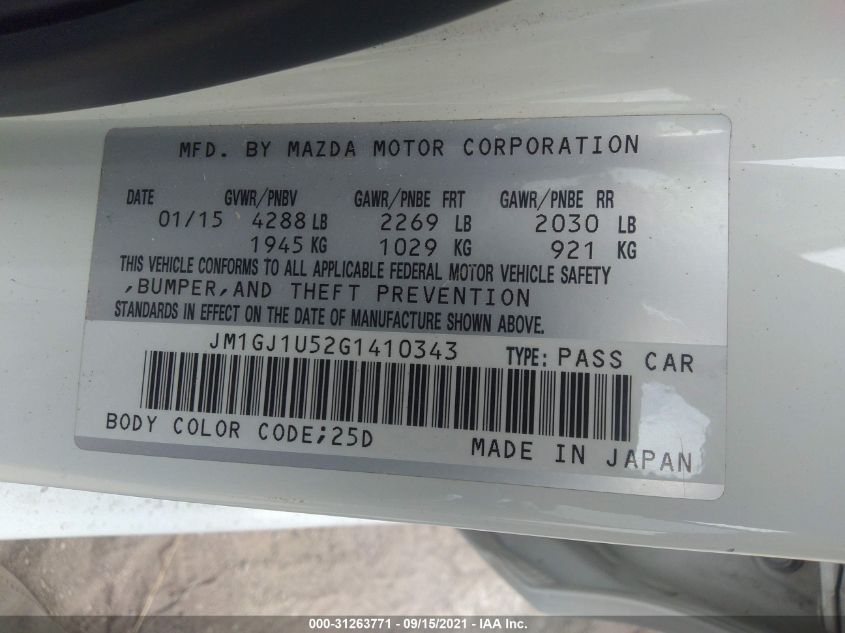 MFD. BY MAZDA MOTOR CORPORATION
DATE GVWR/PNBV GAWR/PNBE FRT GAWR/PNBE RR
01/15 4288 LB 2269 LB 2030 LB
1945 KG 1029 KG 921 KG
THIS VEHICLE CONFORMS TO ALL APPLICABLE FEDERAL MOTOR VEHICLE SAFETY
,BUMPER,AND THEFT PREVENTION
STANDARDS IN EFFECT ON THE DATE OF MANUFACTURE SHOWN ABOVE.
JM1GJ1U52G1410343 TYPE: PASS CAR
BODY COLOR CODE;25D MADE IN JAPAN
000-31263771 - 09/15/2021 - IAA Inc.